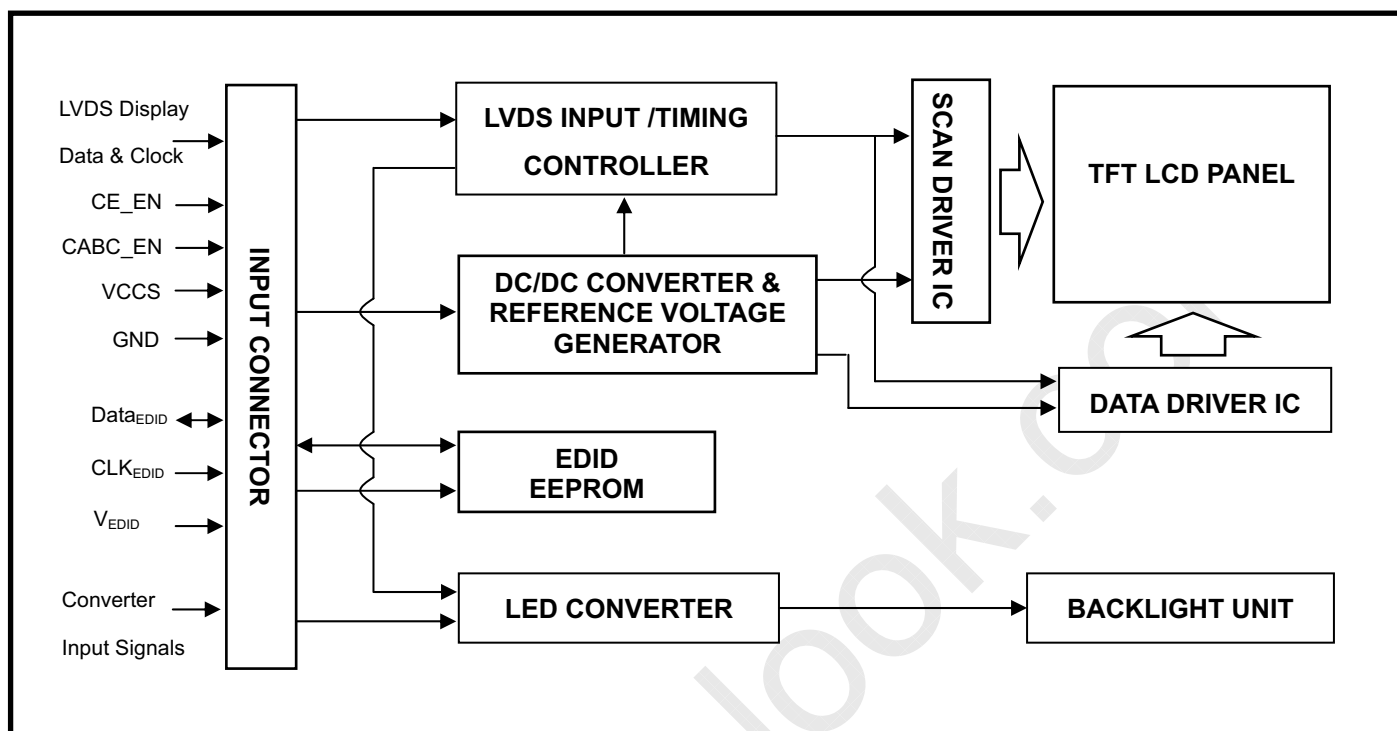 LVDS Display
Data & Clock
CE_EN
CABC_EN
VCCS
GND
DataEDID
CLKEDID
VEDID
Converter
Input Signals
INPUT CONNECTOR
LVDS INPUT /TIMING
CONTROLLER
DC/DC CONVERTER &
REFERENCE VOLTAGE
GENERATOR
EDID
EEPROM
LED CONVERTER
SCAN DRIVER IC
TFT LCD PANEL
DATA DRIVER IC
BACKLIGHT UNIT